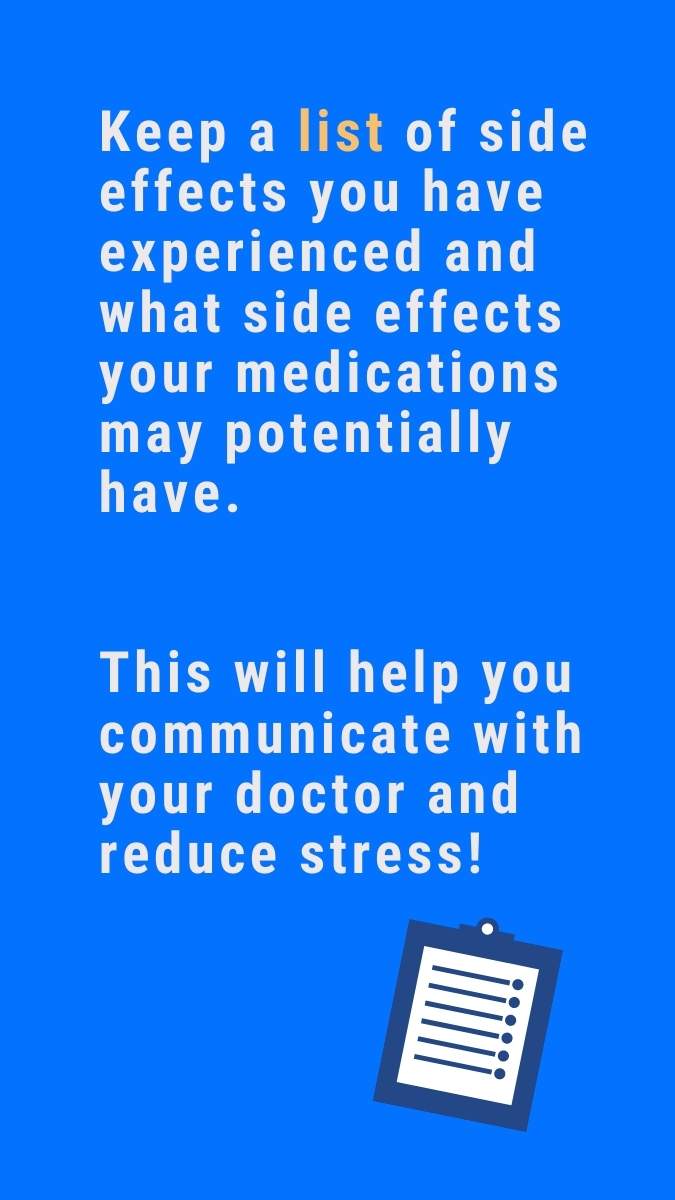 Keep a list of side
effects you have
experienced and
what side effects
your medications
may potentially
have.
This will help you
communicate with
your doctor and
reduce stress!